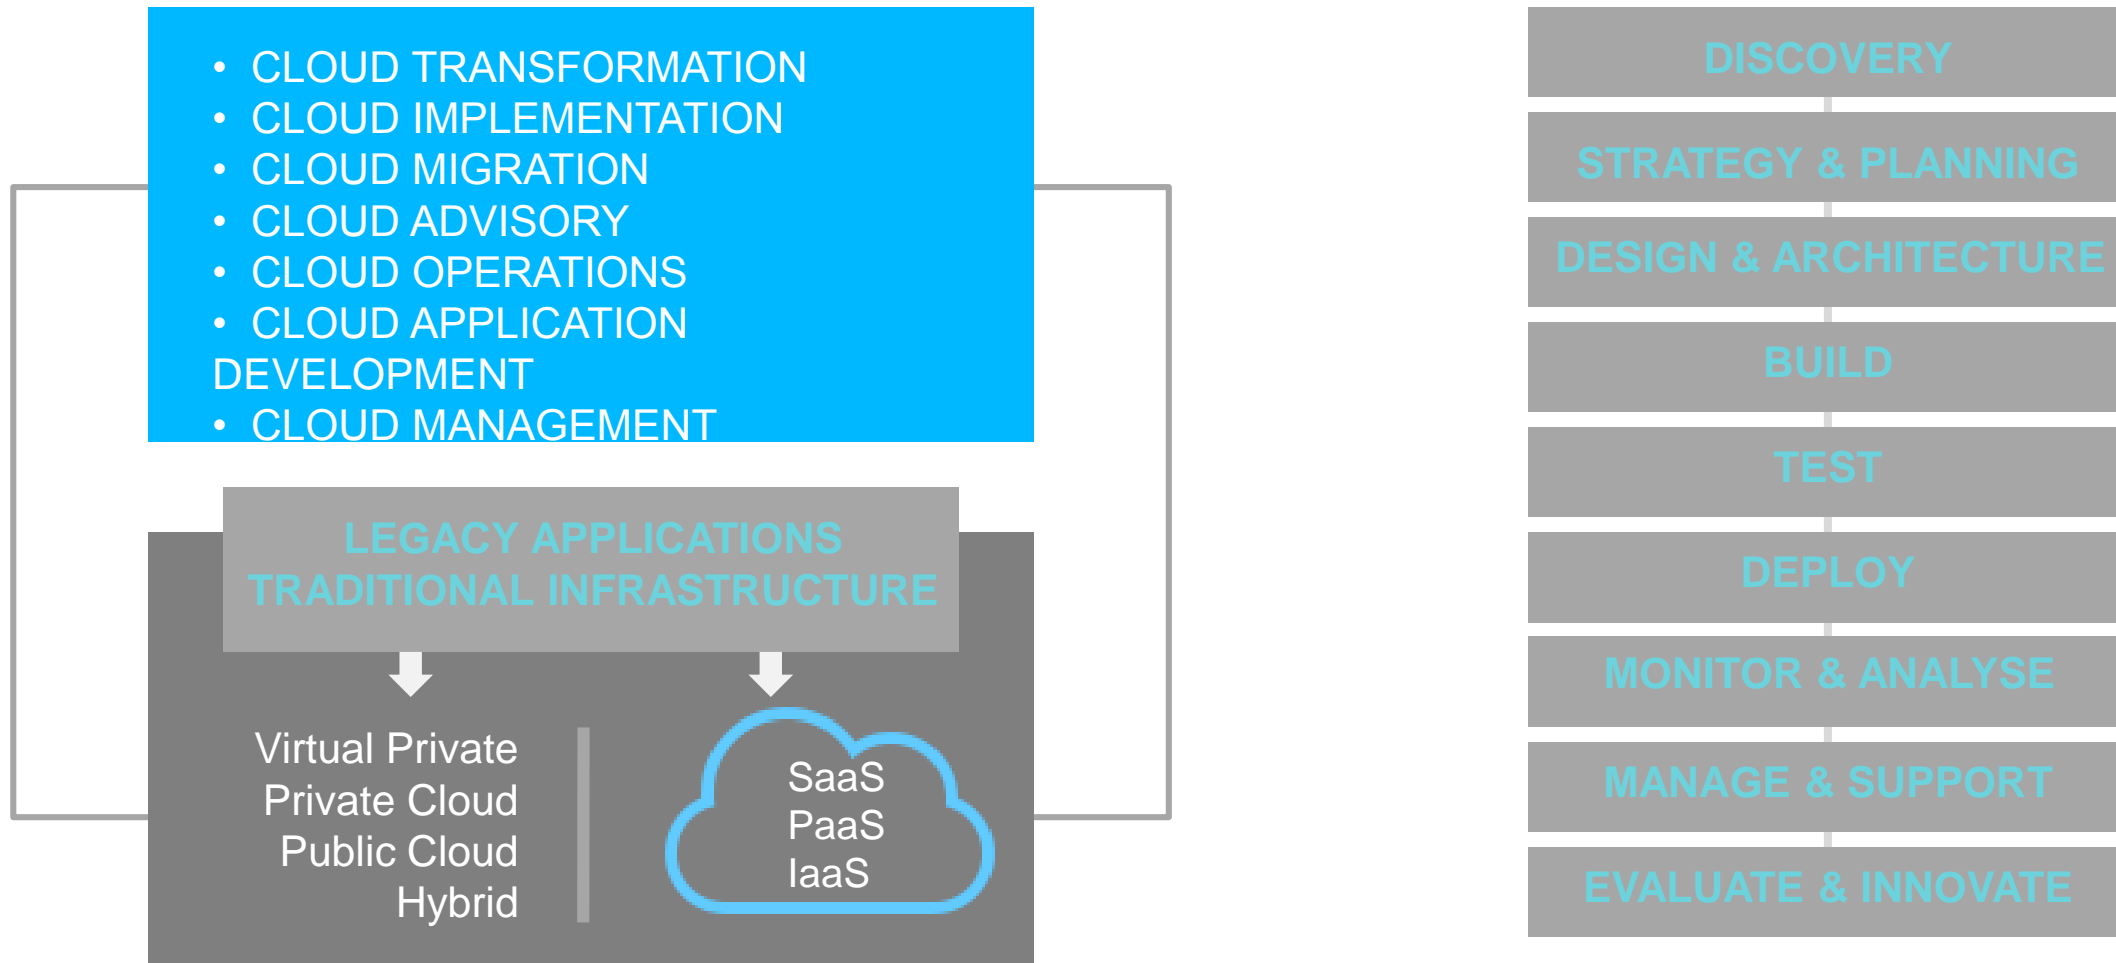 • CLOUD TRANSFORMATION
• CLOUD IMPLEMENTATION
• CLOUD MIGRATION
• CLOUD ADVISORY
• CLOUD OPERATIONS
• CLOUD APPLICATION
DEVELOPMENT
• CLOUD MANAGEMENT
LEGACY APPLICATIONS
TRADITIONAL INFRASTRUCTURE
Virtual Private
Private Cloud
Public Cloud
Hybrid
SaaS
PaaS
IaaS
DISCOVERY
STRATEGY & PLANNING
DESIGN & ARCHITECTURE
BUILD
TEST
DEPLOY
MONITOR & ANALYSE
MANAGE & SUPPORT
EVALUATE & INNOVATE